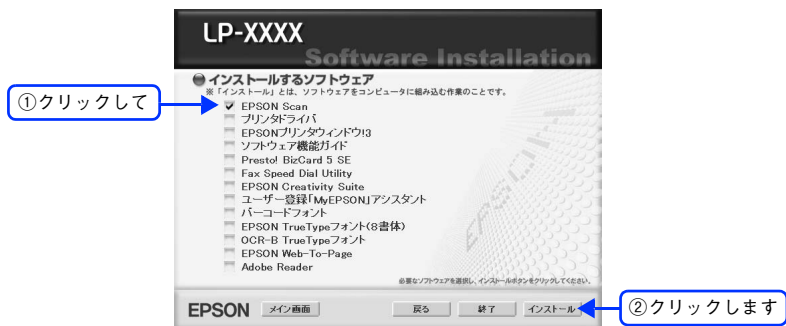 LP-XXXX
Software Installation
インストールするソフトウェア
※「インストール」とは、ソフトウェアをコンピュータに組み込む作業のことです。
①クリックして
EPSON Scan
プリンタドライバ
EPSONプリンタウィンドウ!3
ソフトウェア機能ガイド
Presto! BizCard 5 SE
Fax Speed Dial Utility
EPSON Creativity Suite
ユーザー登録「MyEPSON」アシスタント
バーコードフォント
EPSON TrueTypeフォント(8書体)
OCR-B TrueTypeフォント
EPSON Web-To-Page
Adobe Reader
EPSON
必要なソフトウェアを選択し、インストールボタンをクリックしてください。
EPSON メイン画面 戻る 終了 インストール
②クリックします